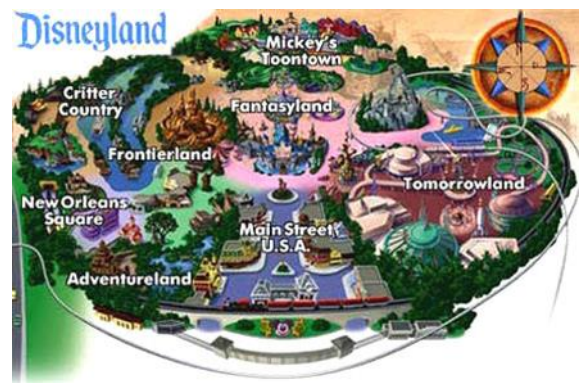 Disneyland
Mickey's
Toontown
Critter
Country
Fantasyland
Frontierland
Tomorrowland
New Orleans
Square
Main Street,
U.S.A.
Adventureland